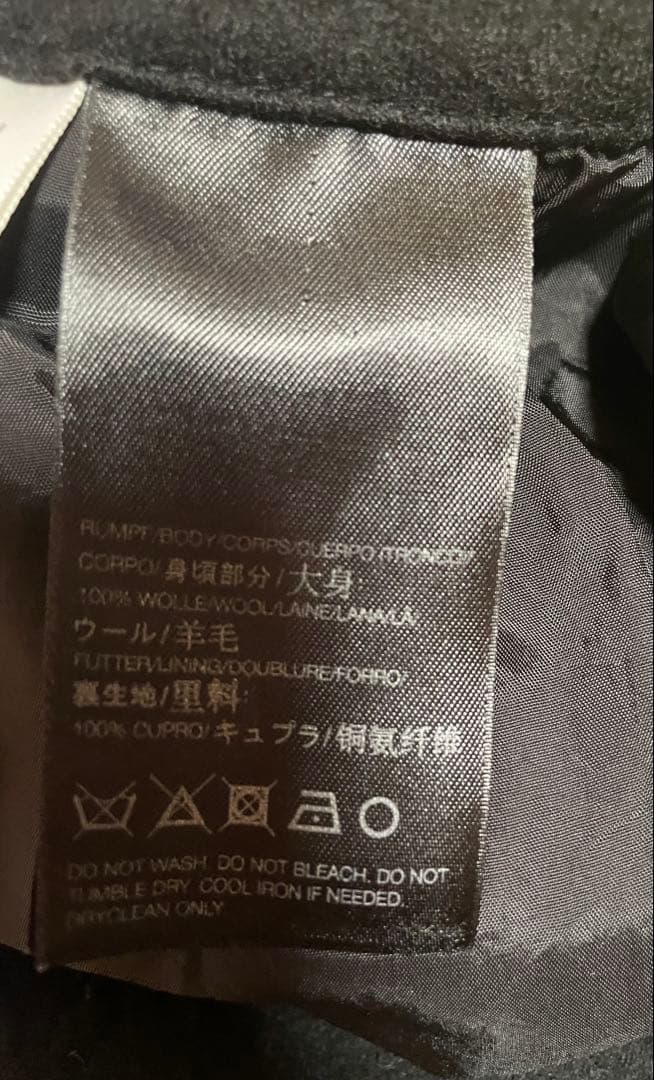 RUMPF/BODY/CORPS/CUERPO (TRONCO)/
CORPO/身頃部分/大身
100% WOLLE/WOOL/LAINE/LANA/LÃ
ウール/羊毛
FUTTER/LINING/DOUBLURE/FORRO/
裏生地/里料
100% CUPRO/キュプラ/铜氨纤维
DO NOT WASH. DO NOT BLEACH. DO NOT
TUMBLE DRY. COOL IRON IF NEEDED.
DRYCLEAN ONLY